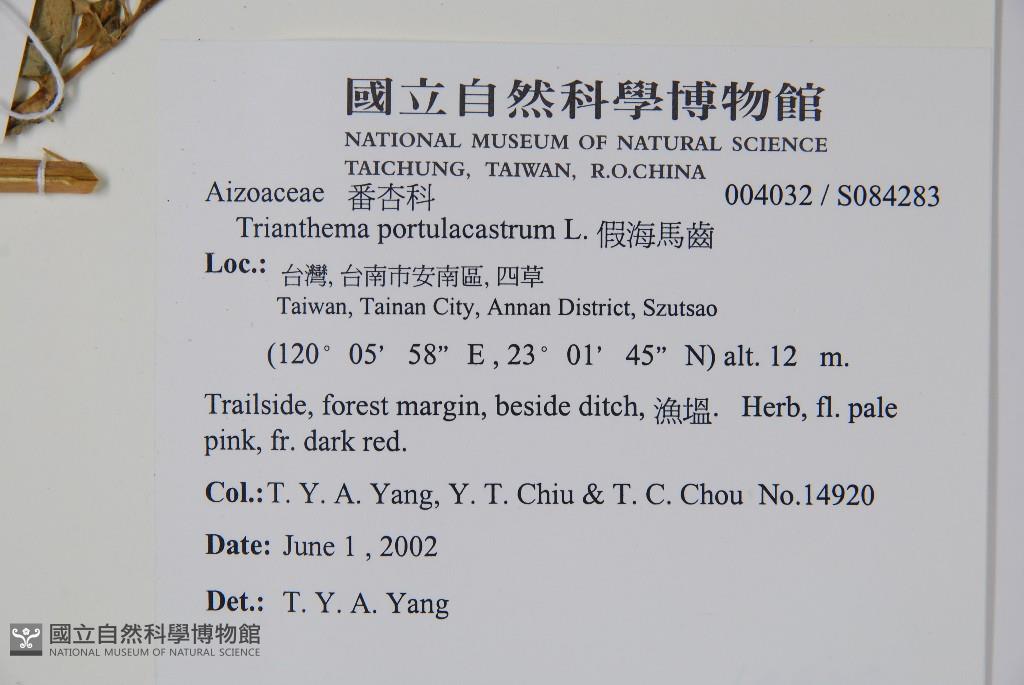 國立自然科學博物館
NATIONAL MUSEUM OF NATURAL SCIENCE
TAICHUNG, TAIWAN, R.O.CHINA
Aizoaceae 番杏科 004032 / S084283
Trianthema portulacastrum L. 假海馬齒
Loc.: 台灣, 台南市安南區, 四草
Taiwan, Tainan City, Annan District, Szutsao
(120° 05’ 58” E , 23° 01’ 45” N) alt. 12 m.
Trailside, forest margin, beside ditch, 漁塭. Herb, fl. pale
pink, fr. dark red.
Col.: T. Y. A. Yang, Y. T. Chiu & T. C. Chou No.14920
Date: June 1 , 2002
Det.: T. Y. A. Yang
國立自然科學博物館
NATIONAL MUSEUM OF NATURAL SCIENCE